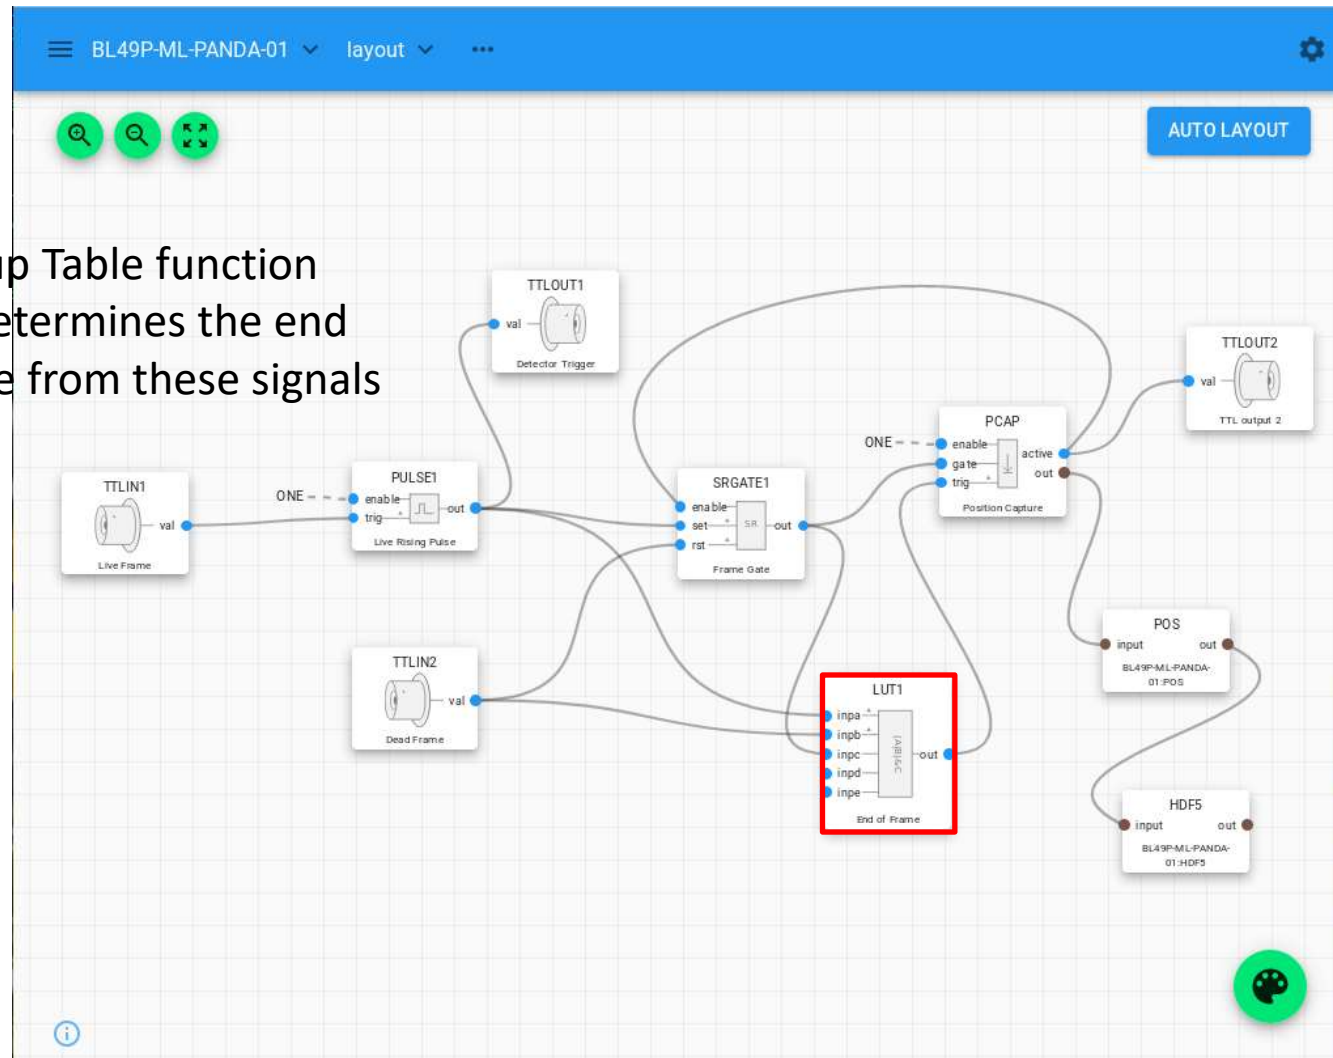 BL49P-ML-PANDA-01 layout
AUTO LAYOUT
up Table function
etermines the end
e from these signals
TTLOUT1
val
Detector Trigger
TTLOUT2
val
TTL output 2
PCAP
ONE
enable
active
gate
out
trig
Position Capture
TTLIN1
val
Live Frame
PULSE1
ONE
enable
out
trig
Live Rising Pulse
SRGATE1
enable
set
SR
out
rst
Frame Gate
TTLIN2
val
Dead Frame
LUT1
inpa
inpb
inpc
(A|B)&C
out
inpd
inpe
End of Frame
POS
input out
BL49P-ML-PANDA-
01:POS
HDF5
input out
BL49P-ML-PANDA-
01:HDF5